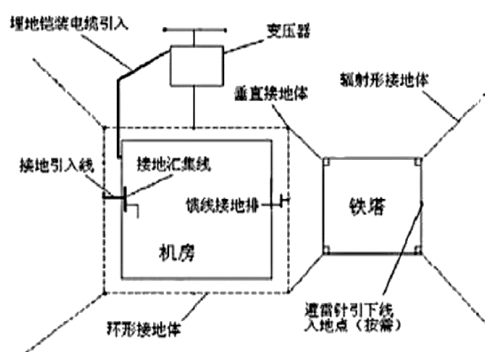 埋地铠装电缆引入
变压器
垂直接地体
辐射形接地体
接地引入线
接地汇集线
馈线接地排
铁塔
机房
环形接地体
避雷针引下线
入地点（按需）